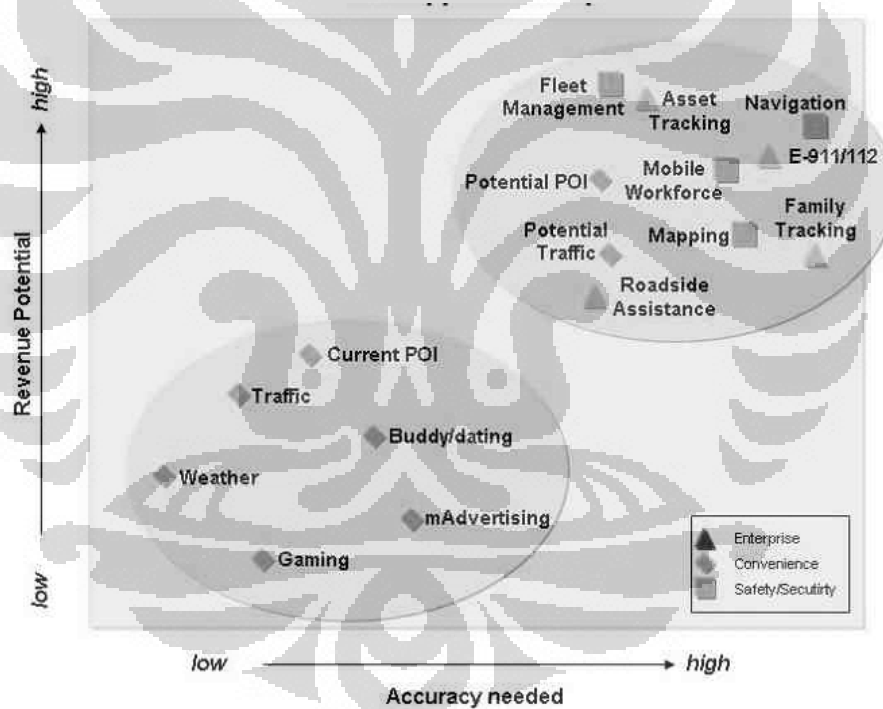 high
Revenue Potential
low
Fleet
Management
Asset
Tracking
Navigation
E-911/112
Potential POI
Mobile
Workforce
Family
Tracking
Potential
Traffic
Mapping
Roadside
Assistance
Current POI
Traffic
Buddy/dating
Weather
mAdvertising
Gaming
Enterprise
Convenience
Safety/Secutirty
low
high
Accuracy needed